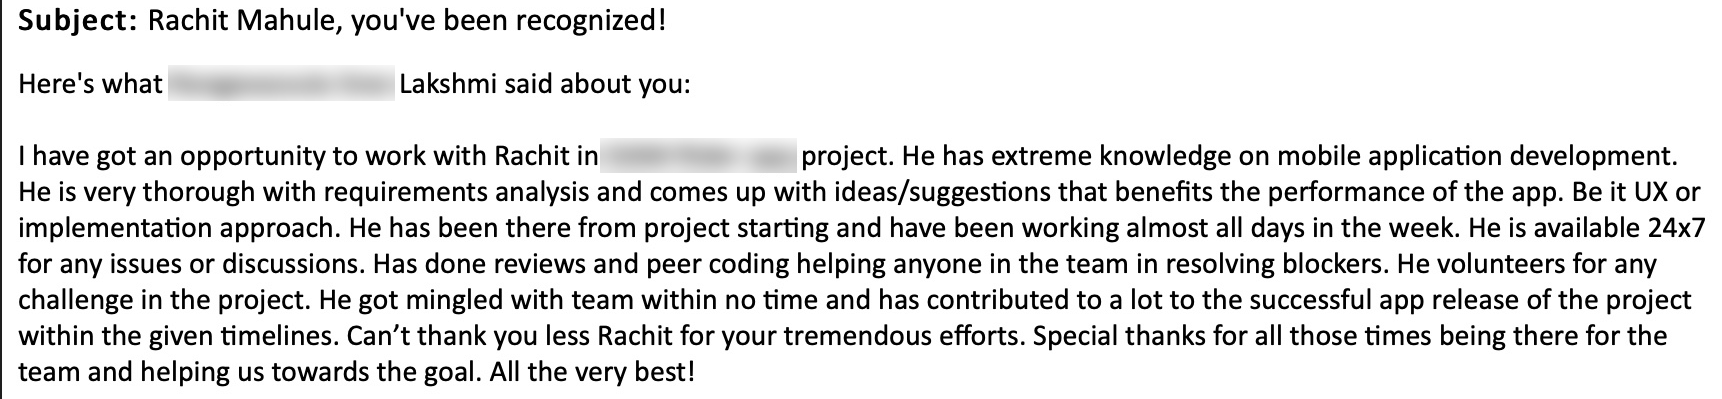 Subject: Rachit Mahule, you've been recognized!
Here's what Lakshmi said about you:
I have got an opportunity to work with Rachit in project. He has extreme knowledge on mobile application development.
He is very thorough with requirements analysis and comes up with ideas/suggestions that benefits the performance of the app. Be it UX or
implementation approach. He has been there from project starting and have been working almost all days in the week. He is available 24x7
for any issues or discussions. Has done reviews and peer coding helping anyone in the team in resolving blockers. He volunteers for any
challenge in the project. He got mingled with team within no time and has contributed to a lot to the successful app release of the project
within the given timelines. Can’t thank you less Rachit for your tremendous efforts. Special thanks for all those times being there for the
team and helping us towards the goal. All the very best!